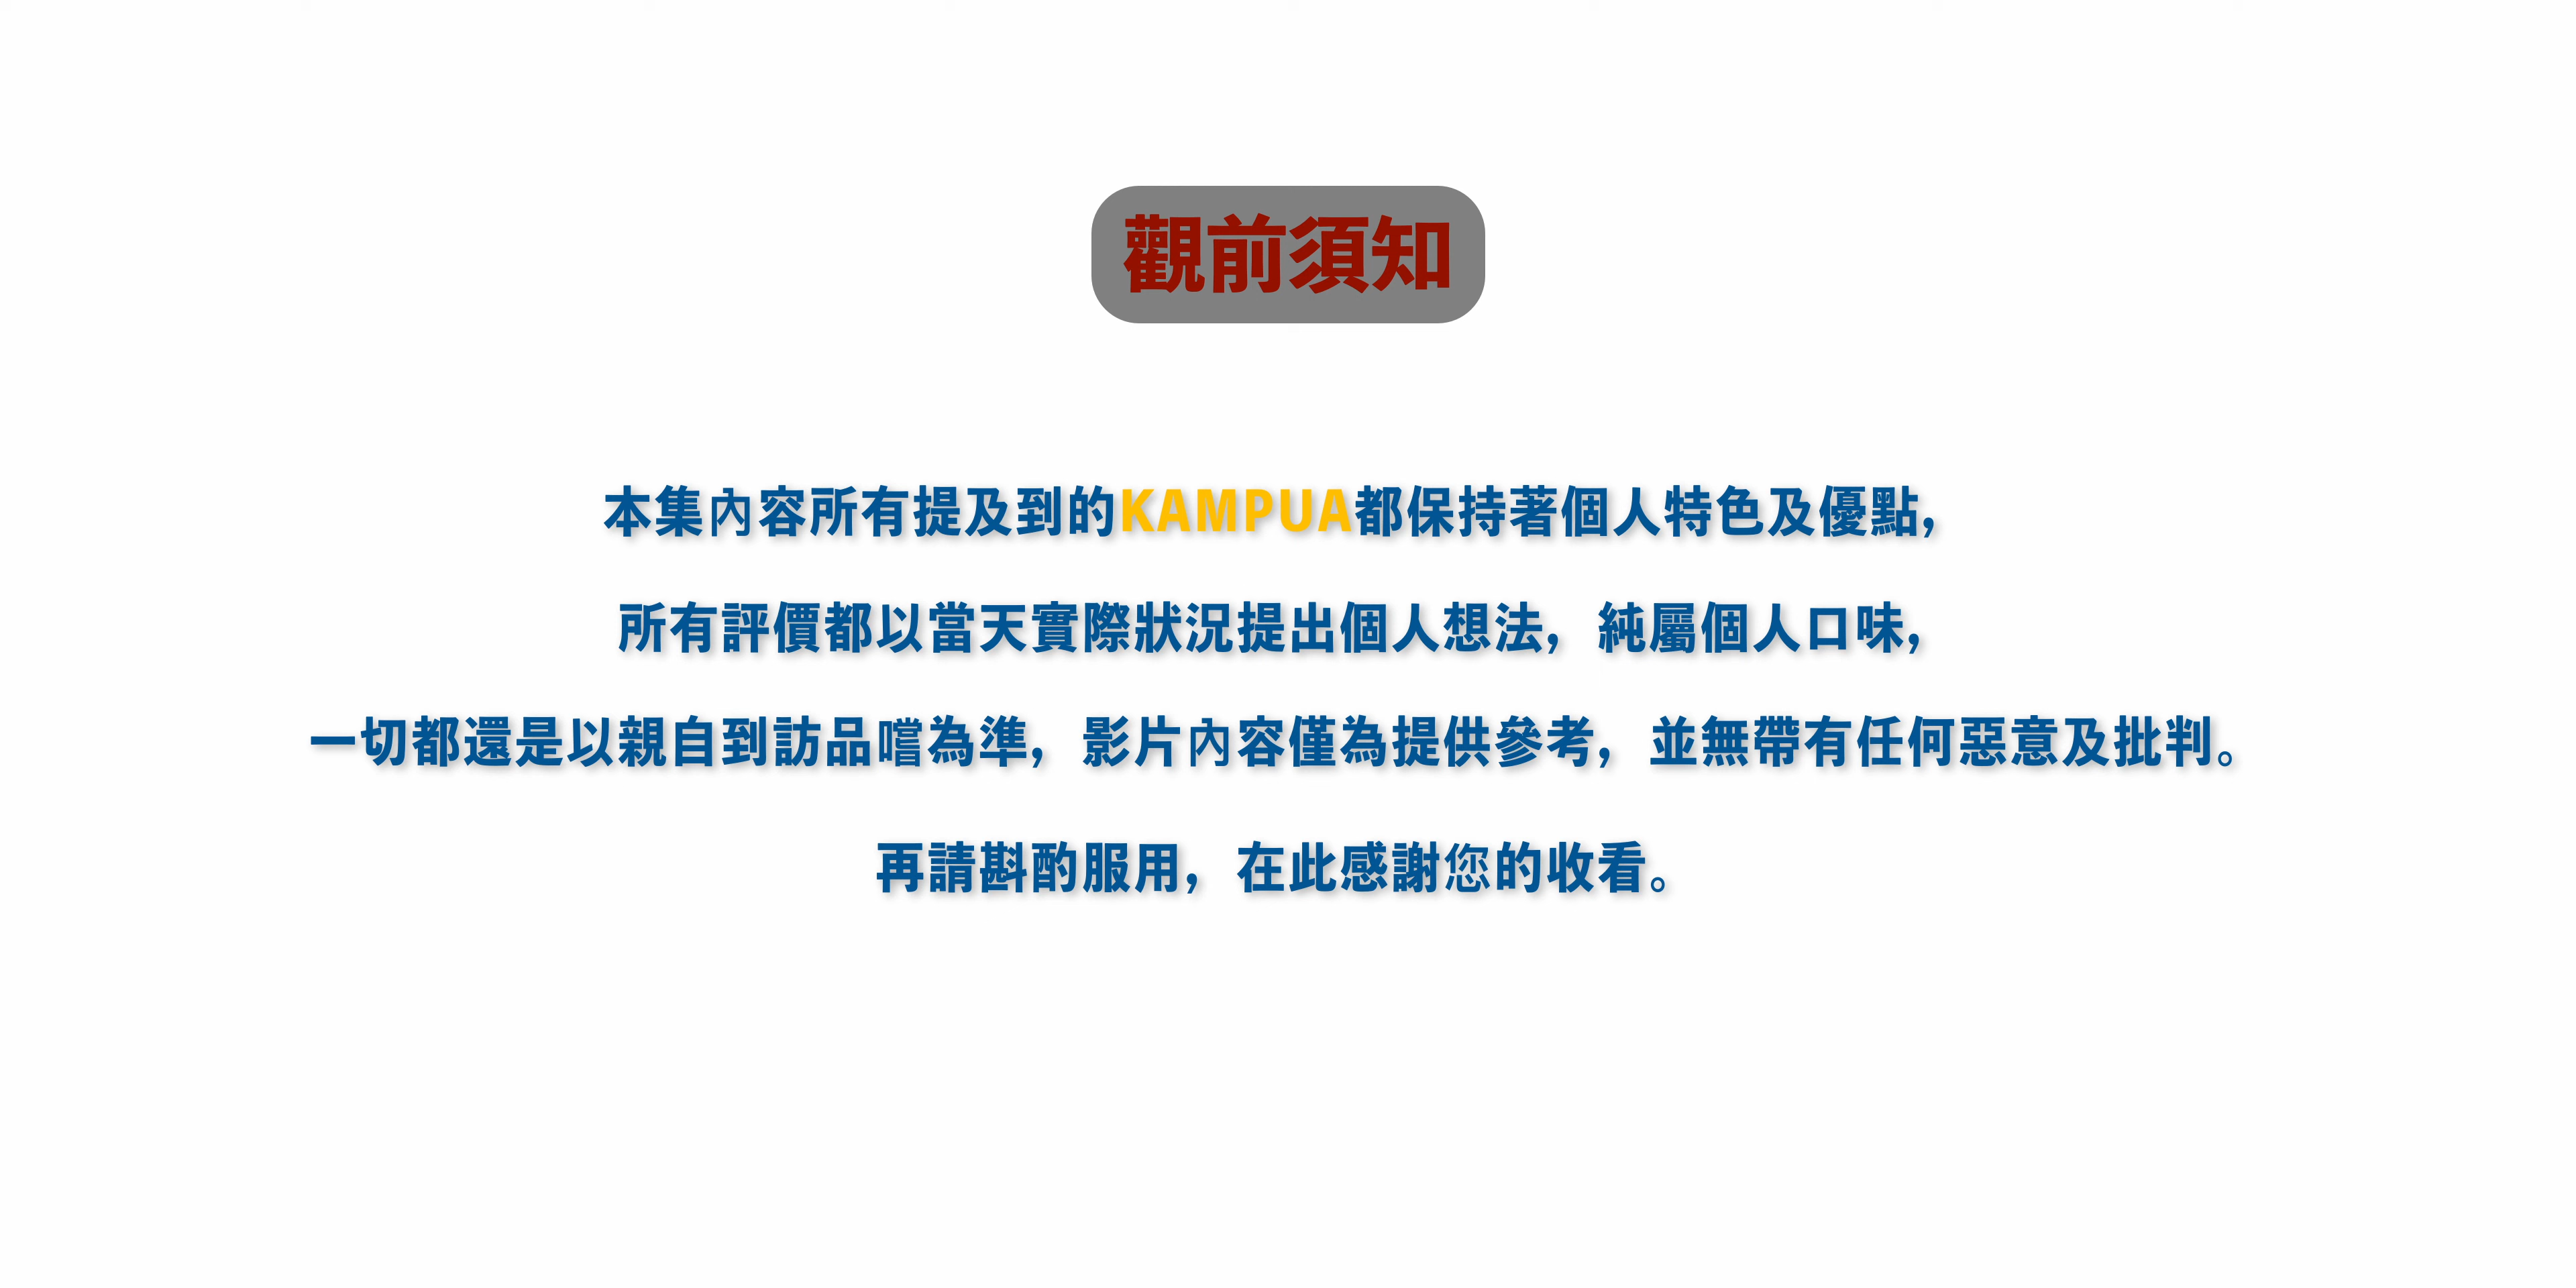 觀前須知
本集內容所有提及到的KAMPUA都保持著個人特色及優點，
所有評價都以當天實際狀況提出個人想法，純屬個人口味，
一切都還是以親自到訪品嚐為準，影片內容僅為提供參考，並無帶有任何惡意及批判。
再請斟酌服用，在此感謝您的收看。